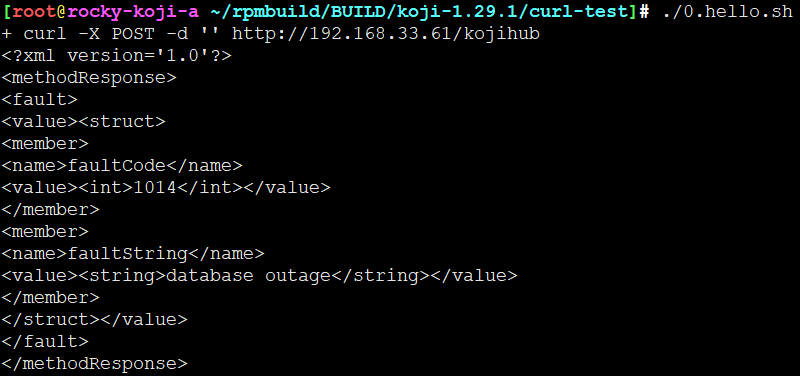 [root@rocky-koji-a ~/rpmbuild/BUILD/koji-1.29.1/curl-test]# ./0.hello.sh
+ curl -X POST -d '' http://192.168.33.61/kojihub
<?xml version='1.0'?>
<methodResponse>
<fault>
<value><struct>
<member>
<name>faultCode</name>
<value><int>1014</int></value>
</member>
<member>
<name>faultString</name>
<value><string>database outage</string></value>
</member>
</struct></value>
</fault>
</methodResponse>